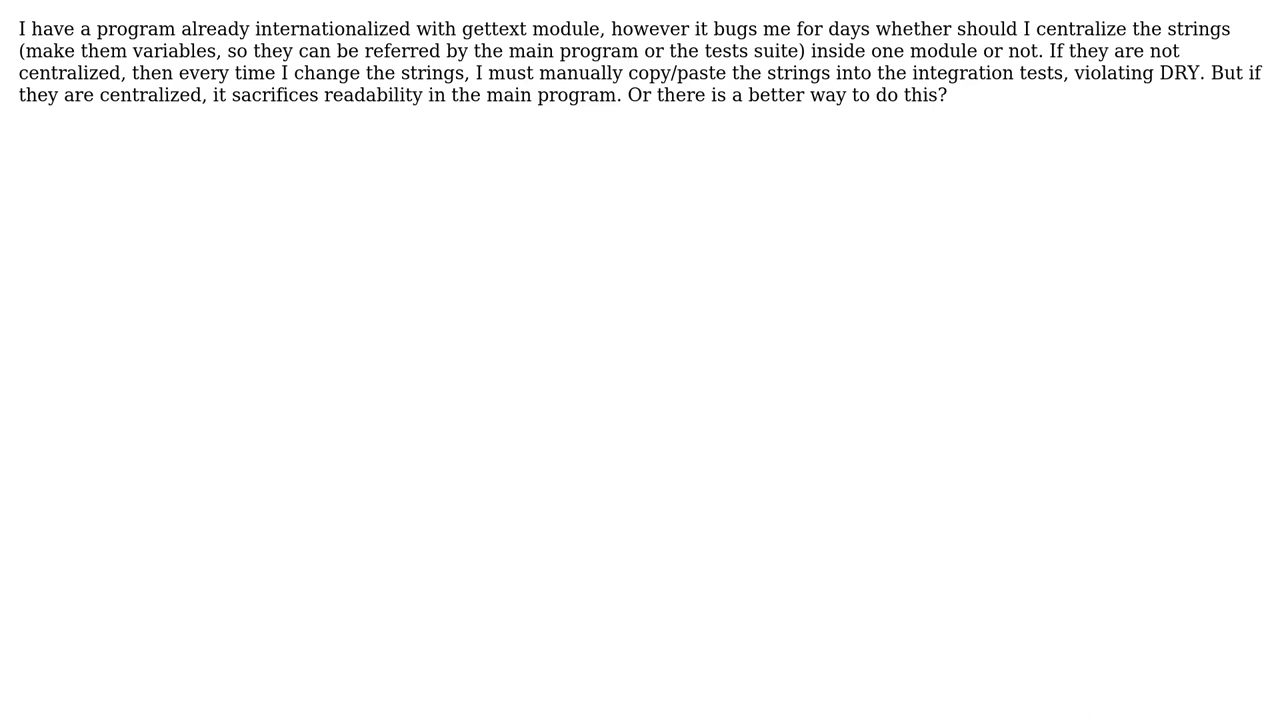 I have a program already internationalized with gettext module, however it bugs me for days whether should I centralize the strings
(make them variables, so they can be referred by the main program or the tests suite) inside one module or not. If they are not
centralized, then every time I change the strings, I must manually copy/paste the strings into the integration tests, violating DRY. But if
they are centralized, it sacrifices readability in the main program. Or there is a better way to do this?